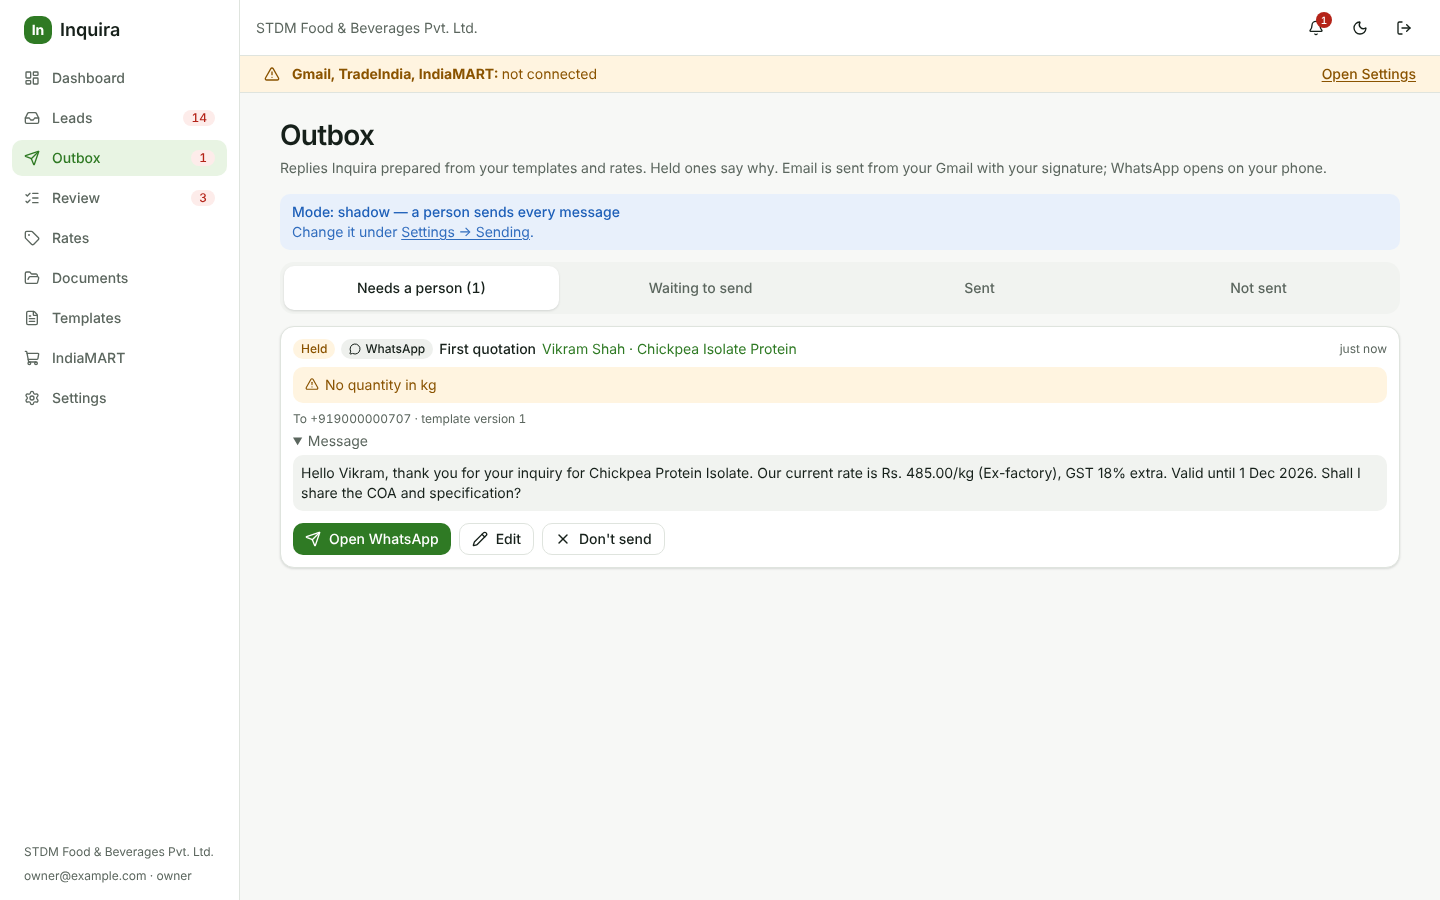 In Inquira
STDM Food & Beverages Pvt. Ltd.
1
Gmail, TradeIndia, IndiaMART: not connected
Open Settings
Dashboard
Leads 14
Outbox 1
Review 3
Rates
Documents
Templates
IndiaMART
Settings
Outbox
Replies Inquira prepared from your templates and rates. Held ones say why. Email is sent from your Gmail with your signature; WhatsApp opens on your phone.
Mode: shadow — a person sends every message
Change it under Settings → Sending.
Needs a person (1) Waiting to send Sent Not sent
Held WhatsApp First quotation Vikram Shah · Chickpea Isolate Protein just now
No quantity in kg
To +919000000707 · template version 1
▼ Message
Hello Vikram, thank you for your inquiry for Chickpea Protein Isolate. Our current rate is Rs. 485.00/kg (Ex-factory), GST 18% extra. Valid until 1 Dec 2026. Shall I
share the COA and specification?
Open WhatsApp Edit Don't send
STDM Food & Beverages Pvt. Ltd.
owner@example.com · owner